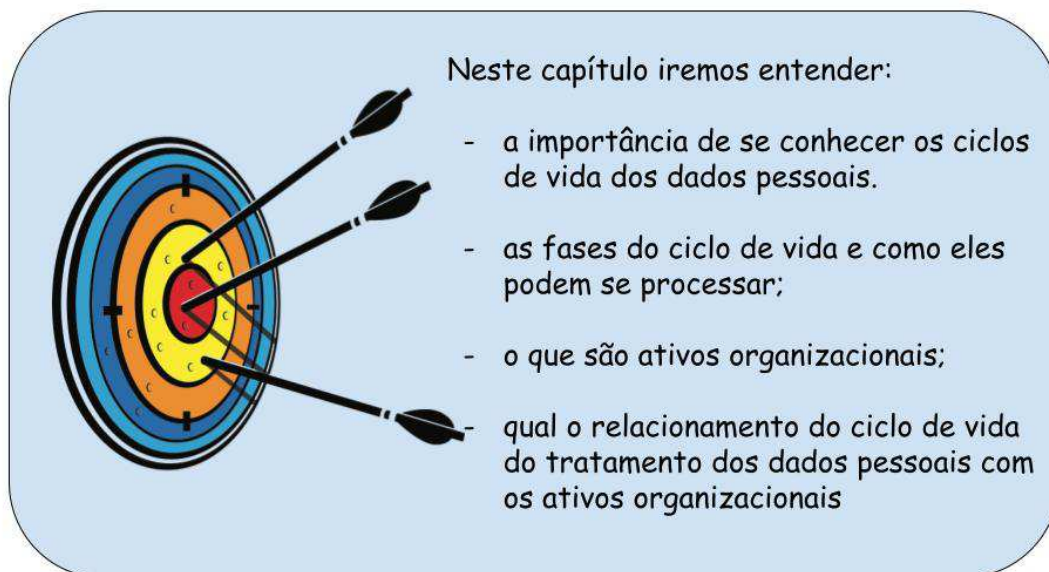 Neste capítulo iremos entender:
- a importância de se conhecer os ciclos
de vida dos dados pessoais.
- as fases do ciclo de vida e como eles
podem se processar;
- o que são ativos organizacionais;
- qual o relacionamento do ciclo de vida
do tratamento dos dados pessoais com
os ativos organizacionais